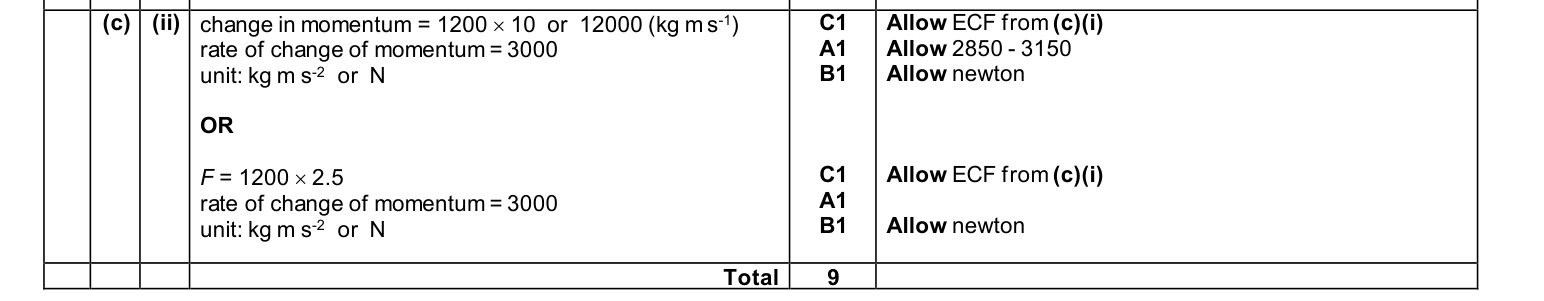 (c) (ii) change in momentum = 1200 × 10 or 12000 (kg m s⁻¹) C1 Allow ECF from (c)(i)
rate of change of momentum = 3000 A1 Allow 2850 - 3150
unit: kg m s⁻² or N B1 Allow newton
OR
F = 1200 × 2.5 C1 Allow ECF from (c)(i)
rate of change of momentum = 3000 A1
unit: kg m s⁻² or N B1 Allow newton
Total 9